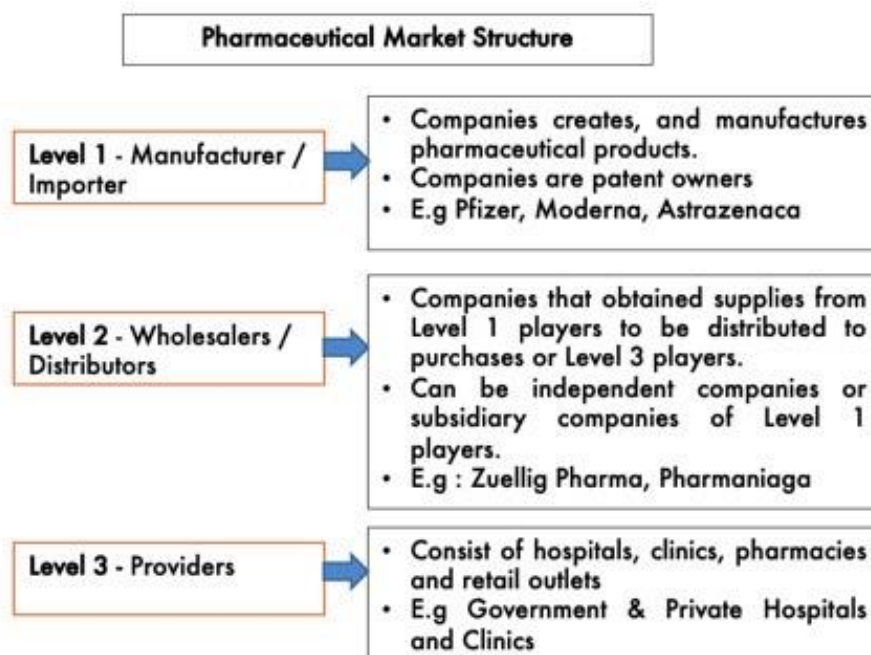 Pharmaceutical Market Structure
Level 1 - Manufacturer /
Importer
• Companies creates, and manufactures
pharmaceutical products.
• Companies are patent owners
• E.g Pfizer, Moderna, Astrazenaca
Level 2 - Wholesalers /
Distributors
• Companies that obtained supplies from
Level 1 players to be distributed to
purchases or Level 3 players.
• Can be independent companies or
subsidiary companies of Level 1
players.
• E.g : Zuellig Pharma, Pharmaniaga
Level 3 - Providers
• Consist of hospitals, clinics, pharmacies
and retail outlets
• E.g Government & Private Hospitals
and Clinics